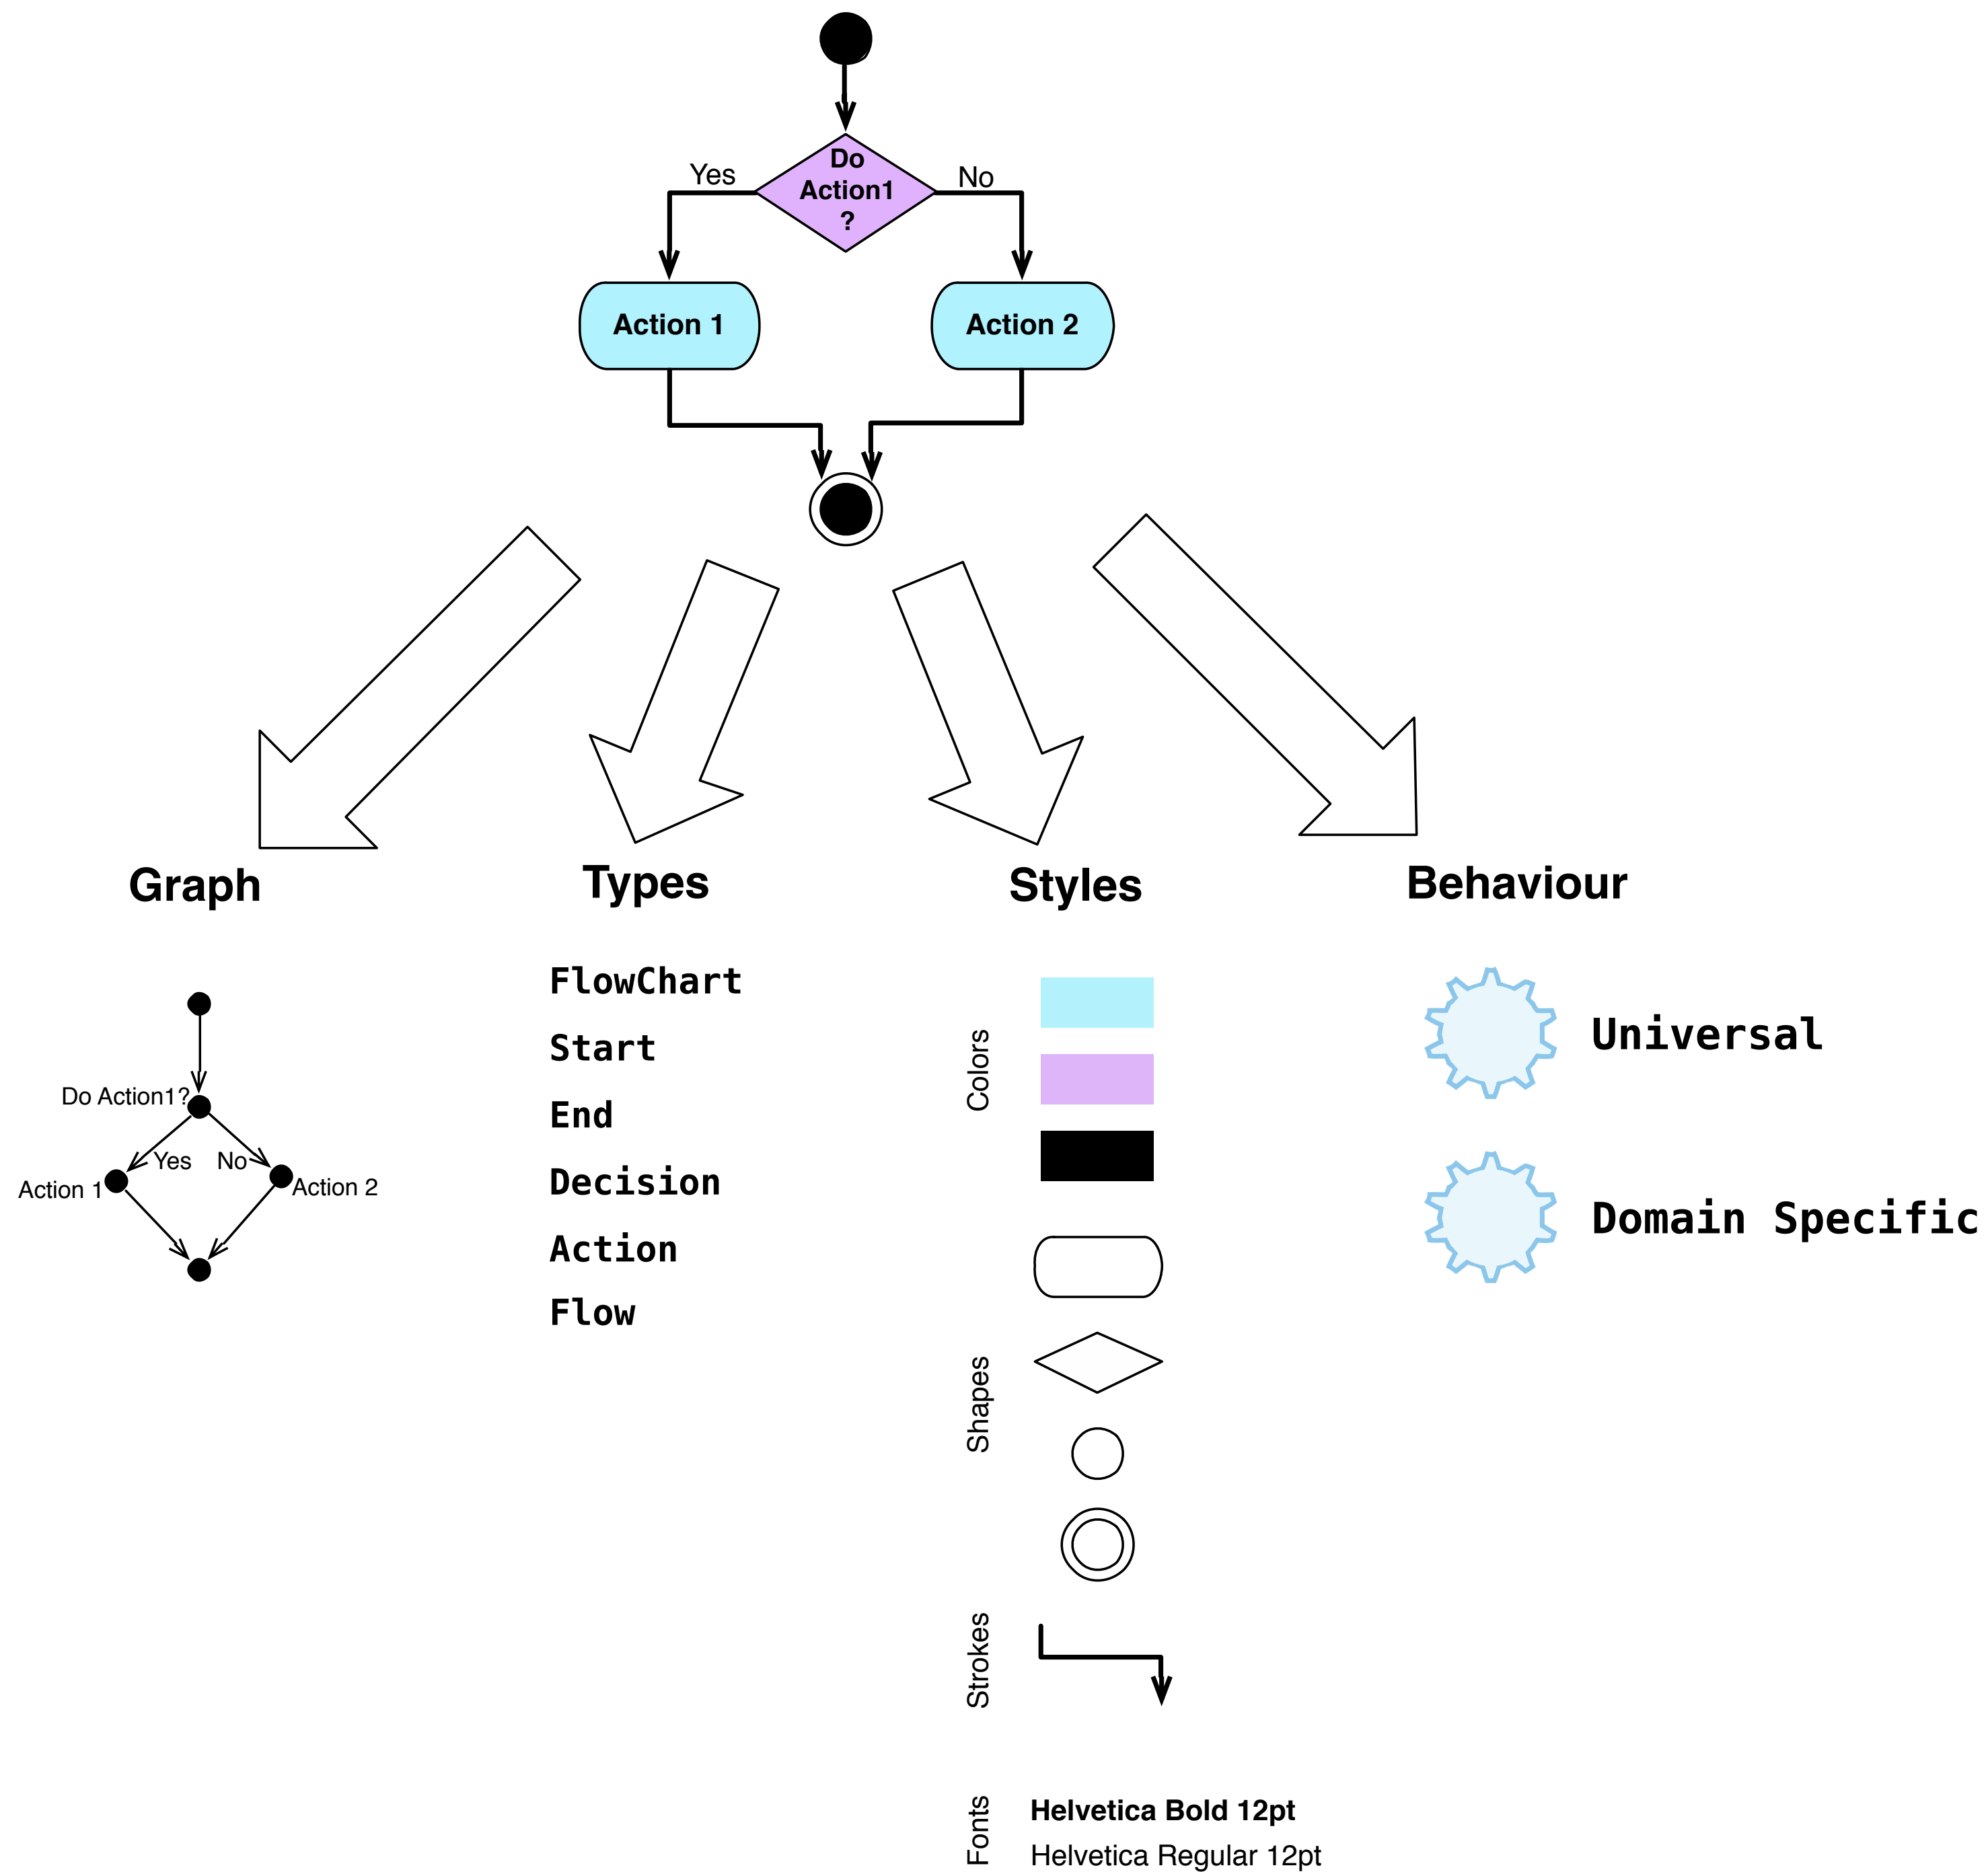 Do
Action1
?
Yes
No
Action 1
Action 2
Graph
Types
Styles
Behaviour
Do Action1?
Yes
No
Action 1
Action 2
FlowChart
Start
End
Decision
Action
Flow
Colors
Shapes
Strokes
Fonts
Helvetica Bold 12pt
Helvetica Regular 12pt
Universal
Domain Specific